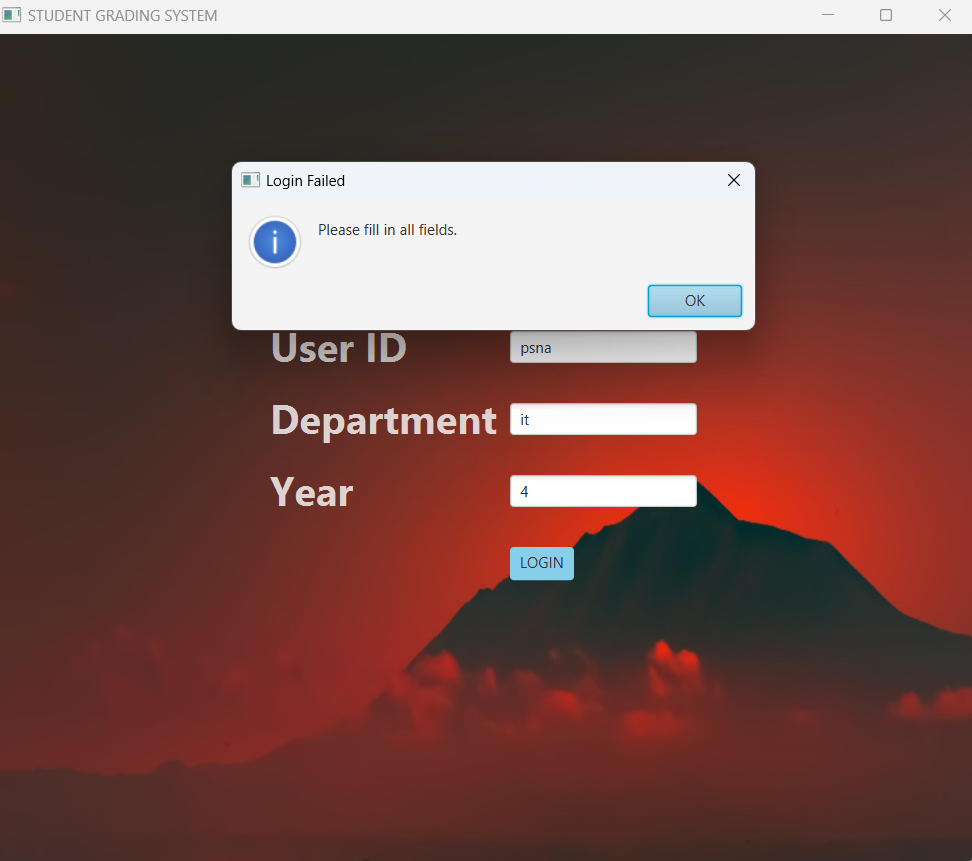 STUDENT GRADING SYSTEM
Login Failed
Please fill in all fields.
OK
User ID psna
Department it
Year 4
LOGIN